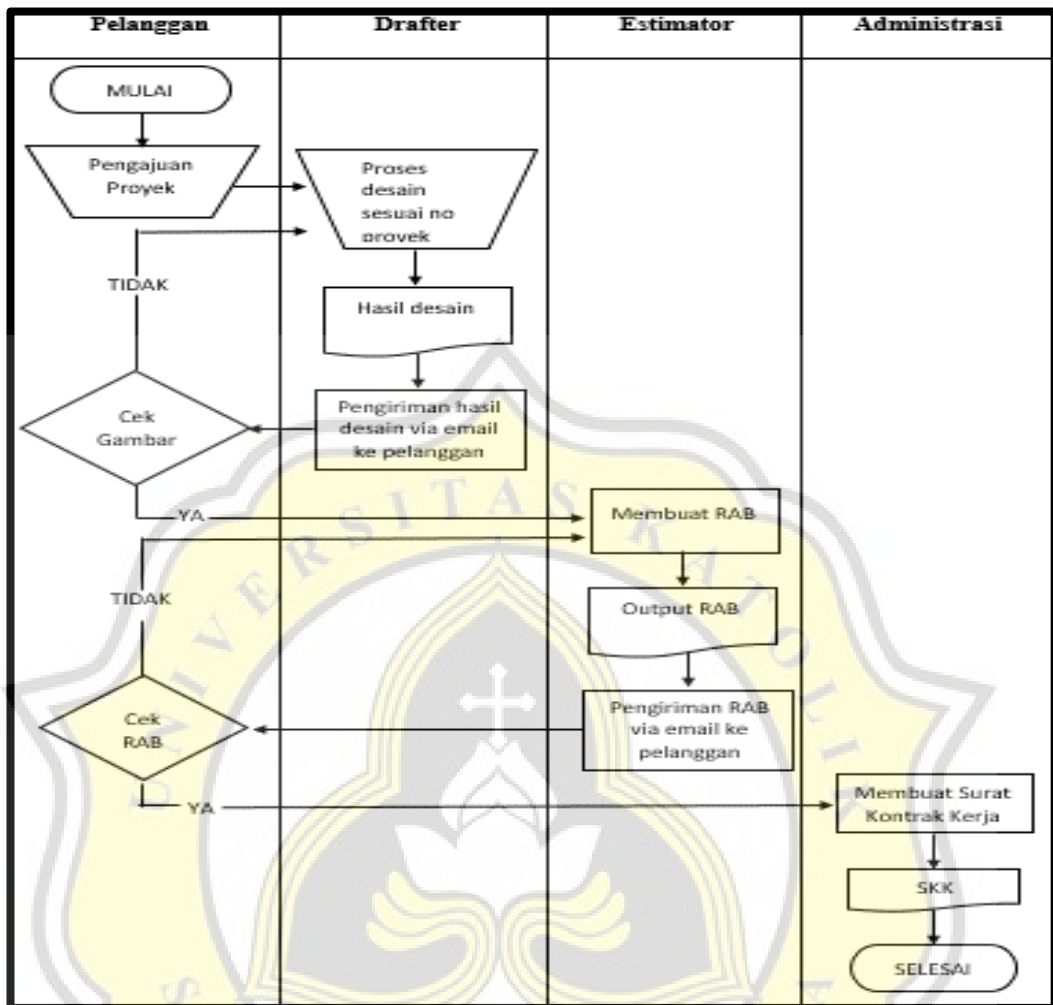 Pelanggan
Drafter
Estimator
Administrasi
MULAI
Pengajuan
Proyek
Proses
desain
sesuai no
proyek
TIDAK
Hasil desain
Cek
Gambar
Pengiriman hasil
desain via email
ke pelanggan
YA
Membuat RAB
TIDAK
Output RAB
Cek
RAB
Pengiriman RAB
via email ke
pelanggan
YA
Membuat Surat
Kontrak Kerja
SKK
SELESAI
UNIVERSITAS KATOLIK